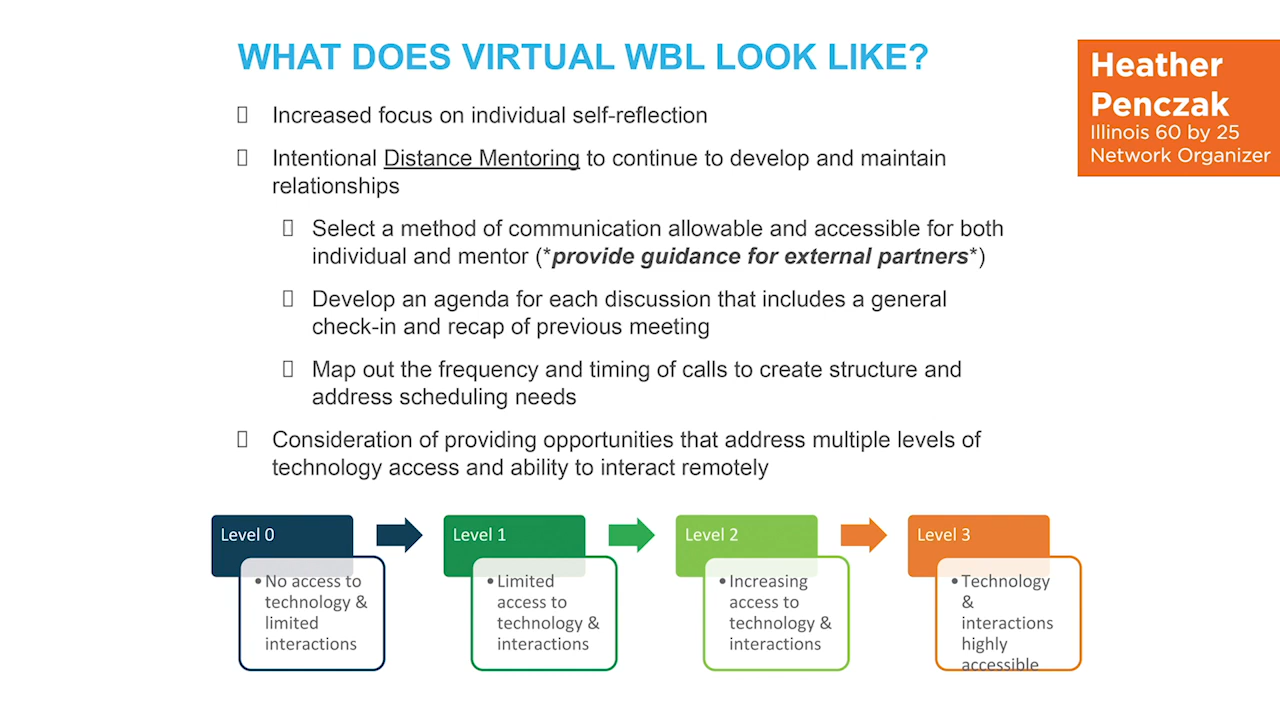 WHAT DOES VIRTUAL WBL LOOK LIKE?
Heather
Penczak
Illinois 60 by 25
Network Organizer
Increased focus on individual self-reflection
Intentional Distance Mentoring to continue to develop and maintain
relationships
Select a method of communication allowable and accessible for both
individual and mentor (*provide guidance for external partners*)
Develop an agenda for each discussion that includes a general
check-in and recap of previous meeting
Map out the frequency and timing of calls to create structure and
address scheduling needs
Consideration of providing opportunities that address multiple levels of
technology access and ability to interact remotely
Level 0
• No access to
technology &
limited
interactions
Level 1
• Limited
access to
technology &
interactions
Level 2
• Increasing
access to
technology &
interactions
Level 3
• Technology
&
interactions
highly
accessible